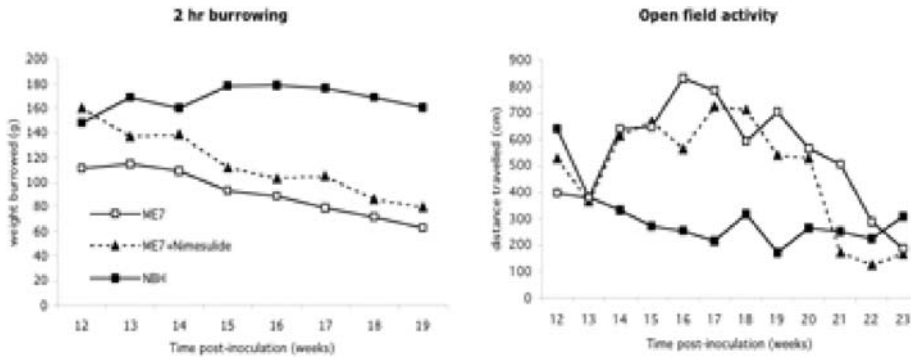 2 hr burrowing
weight burrowed (g)
200
180
160
140
120
100
80
60
40
20
0
ME7
ME7+Nimesulide
NBH
12 13 14 15 16 17 18 19
Time post-inoculation (weeks)
Open field activity
distance travelled (cm)
900
800
700
600
500
400
300
200
100
0
12 13 14 15 16 17 18 19 20 21 22 23
Time post-inoculation (weeks)